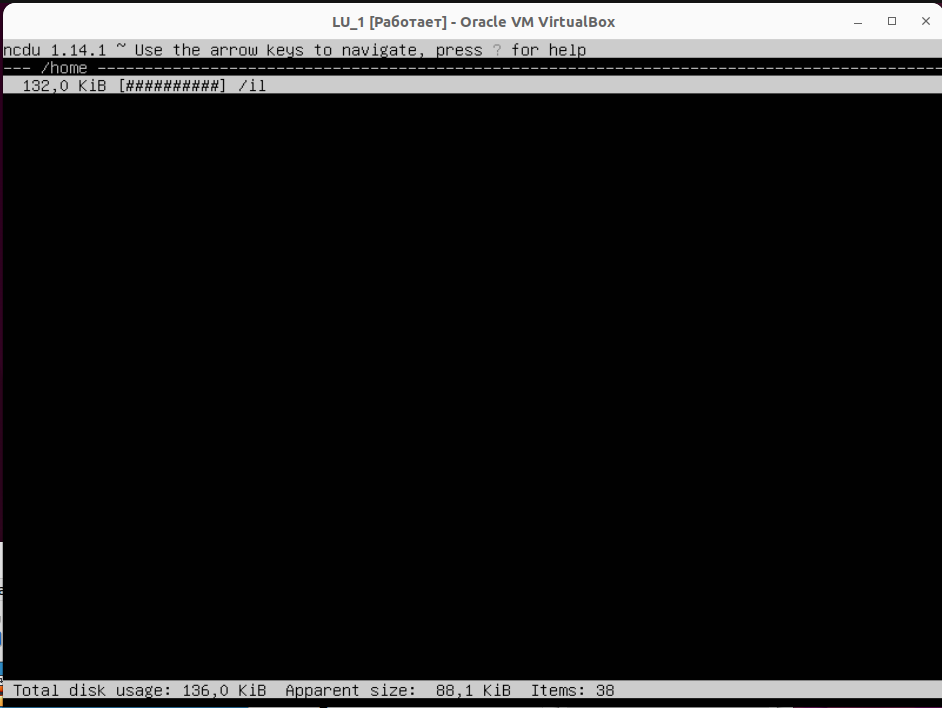 LU_1 [Работает] - Oracle VM VirtualBox
ncdu 1.14.1 ~ Use the arrow keys to navigate, press ? for help
--- /home ----------------------------------------------------------------------------------------
132,0 KiB [##########] /il
Total disk usage: 136,0 KiB  Apparent size:  88,1 KiB  Items: 38